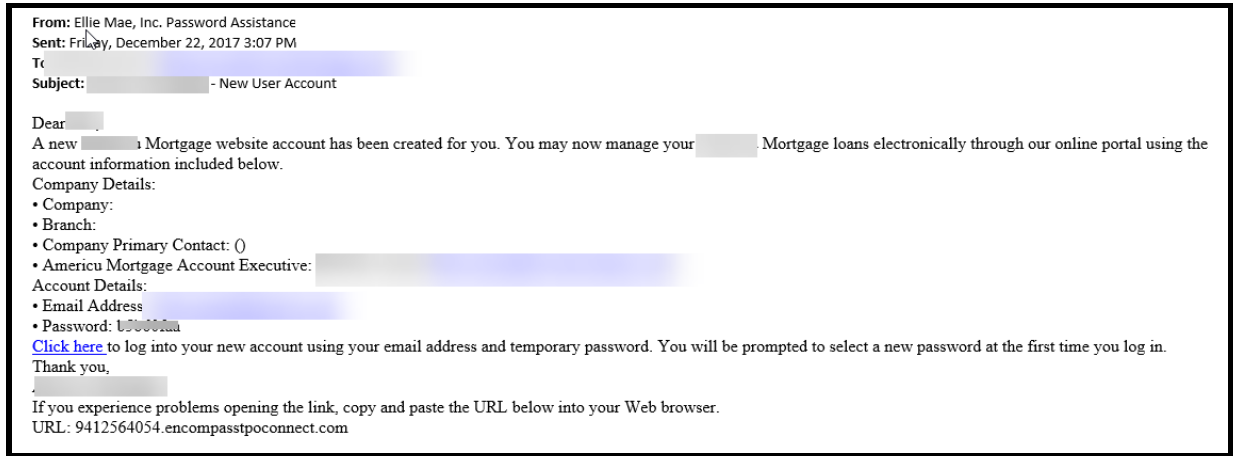 From: Ellie Mae, Inc. Password Assistance
Sent: Friday, December 22, 2017 3:07 PM
Subject: - New User Account
Dear
A new Mortgage website account has been created for you. You may now manage your Mortgage loans electronically through our online portal using the
account information included below.
Company Details:
• Company:
• Branch:
• Company Primary Contact: ()
• Americu Mortgage Account Executive:
Account Details:
• Email Address
• Password:
Click here to log into your new account using your email address and temporary password. You will be prompted to select a new password at the first time you log in.
Thank you,
If you experience problems opening the link, copy and paste the URL below into your Web browser.
URL: 9412564054.encompasstpoconnect.com